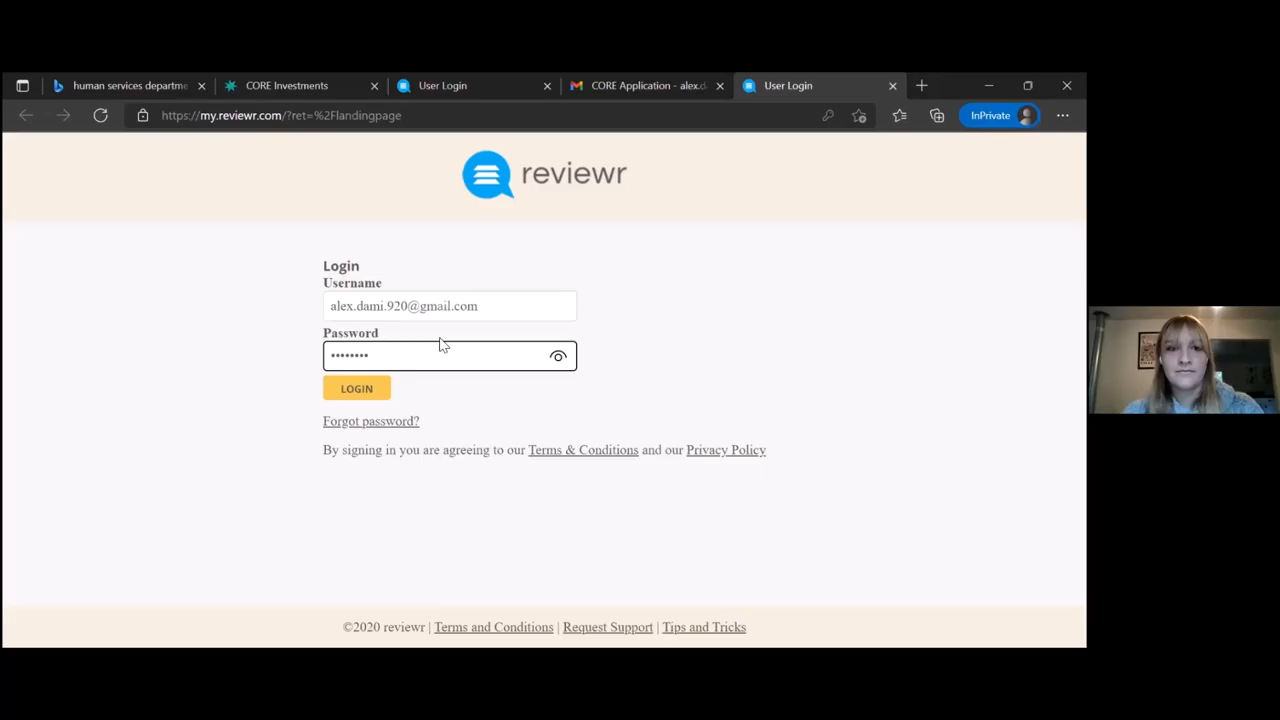 human services departme
CORE Investments
User Login
CORE Application - alex.d
User Login
https://my.reviewr.com/?ret=%2Flandingpage
InPrivate
reviewr
Login
Username
alex.dami.920@gmail.com
Password
••••••••
LOGIN
Forgot password?
By signing in you are agreeing to our Terms & Conditions and our Privacy Policy
©2020 reviewr | Terms and Conditions | Request Support | Tips and Tricks